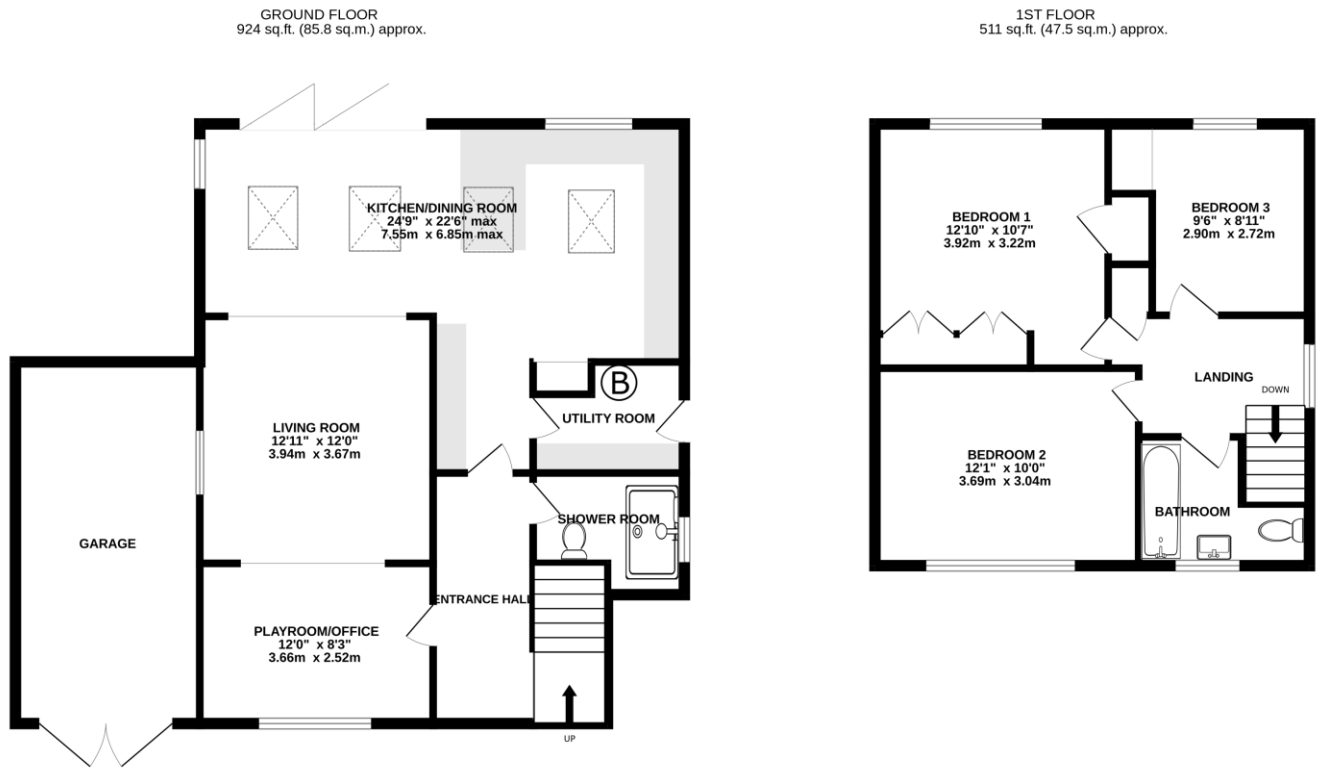 GROUND FLOOR
924 sq.ft. (85.8 sq.m.) approx.
KITCHEN/DINING ROOM
24'9" x 22'6" max
7.55m x 6.85m max
B
UTILITY ROOM
LIVING ROOM
12'11" x 12'0"
3.94m x 3.67m
SHOWER ROOM
GARAGE
ENTRANCE HALL
PLAYROOM/OFFICE
12'0" x 8'3"
3.66m x 2.52m
UP
1ST FLOOR
511 sq.ft. (47.5 sq.m.) approx.
BEDROOM 1
12'10" x 10'7"
3.92m x 3.22m
BEDROOM 3
9'6" x 8'11"
2.90m x 2.72m
LANDING
DOWN
BEDROOM 2
12'1" x 10'0"
3.69m x 3.04m
BATHROOM